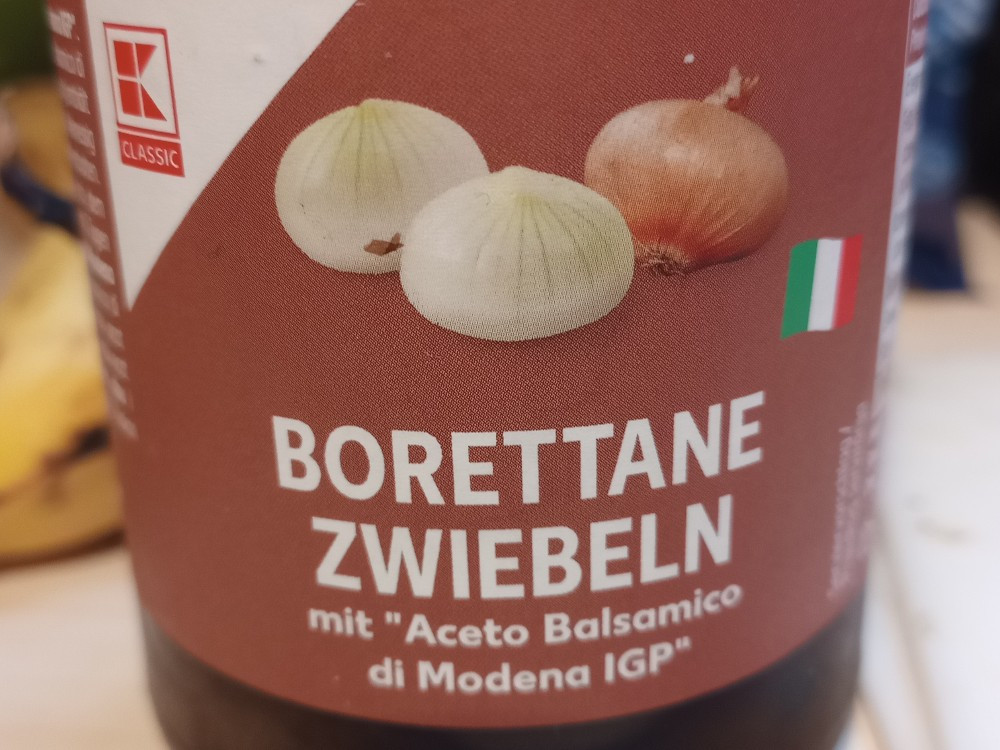 K
CLASSIC
BORETTANE
ZWIEBELN
mit "Aceto Balsamico
di Modena IGP"